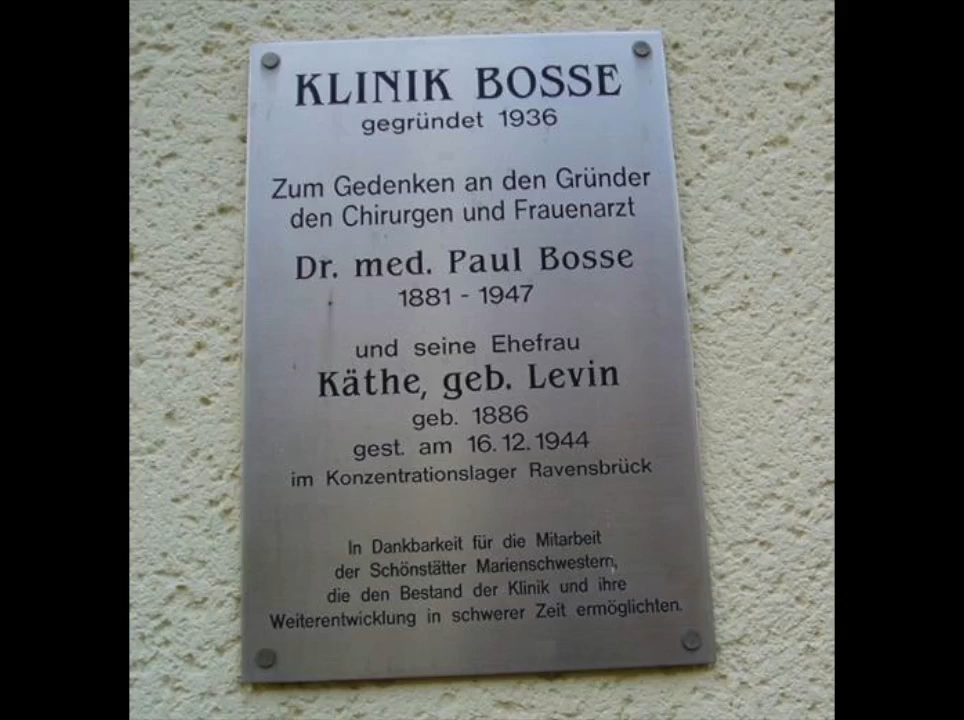 KLINIK BOSSE
gegründet 1936
Zum Gedenken an den Gründer
den Chirurgen und Frauenarzt
Dr. med. Paul Bosse
1881 - 1947
und seine Ehefrau
Käthe, geb. Levin
geb. 1886
gest. am 16.12.1944
im Konzentrationslager Ravensbrück
In Dankbarkeit für die Mitarbeit
der Schönstätter Marienschwestern,
die den Bestand der Klinik und ihre
Weiterentwicklung in schwerer Zeit ermöglichten.